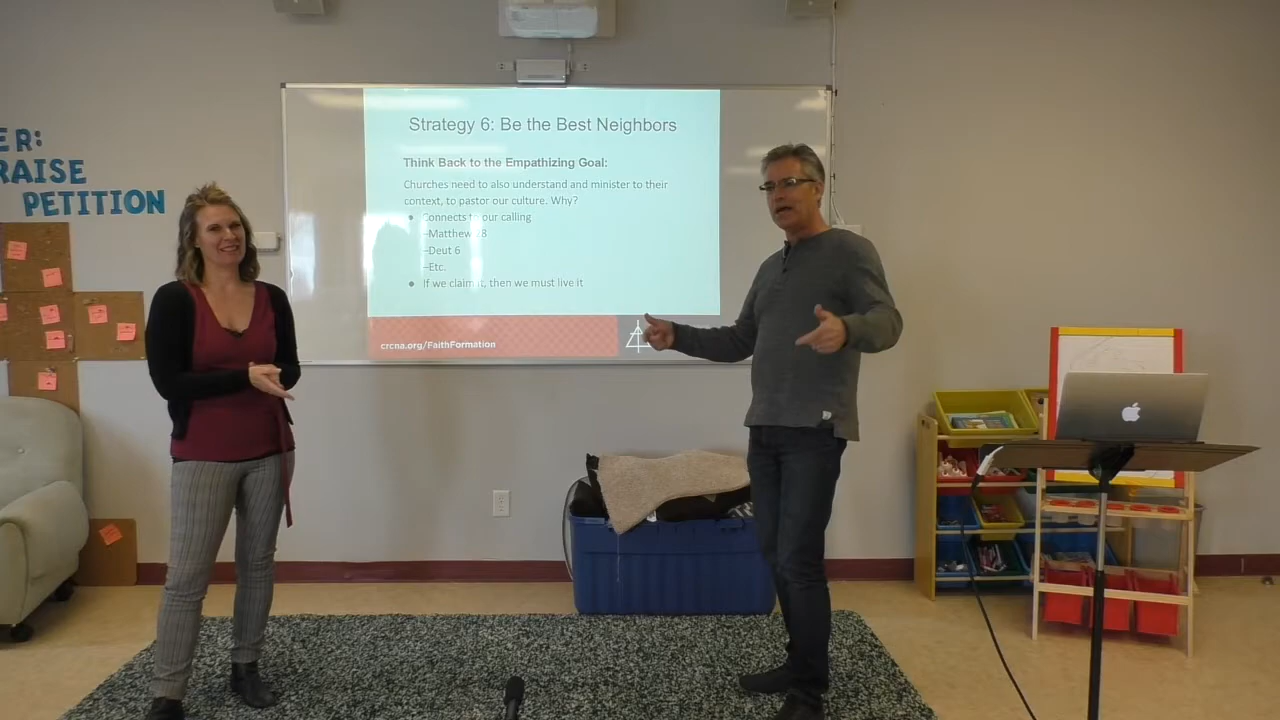 ER:
RAISE
PETITION
Strategy 6: Be the Best Neighbors
Think Back to the Empathizing Goal:
Churches need to also understand and minister to their
context, to pastor our culture. Why?
● Connects to our calling
–Matthew 28
–Deut 6
–Etc.
● If we claim it, then we must live it
crcna.org/FaithFormation